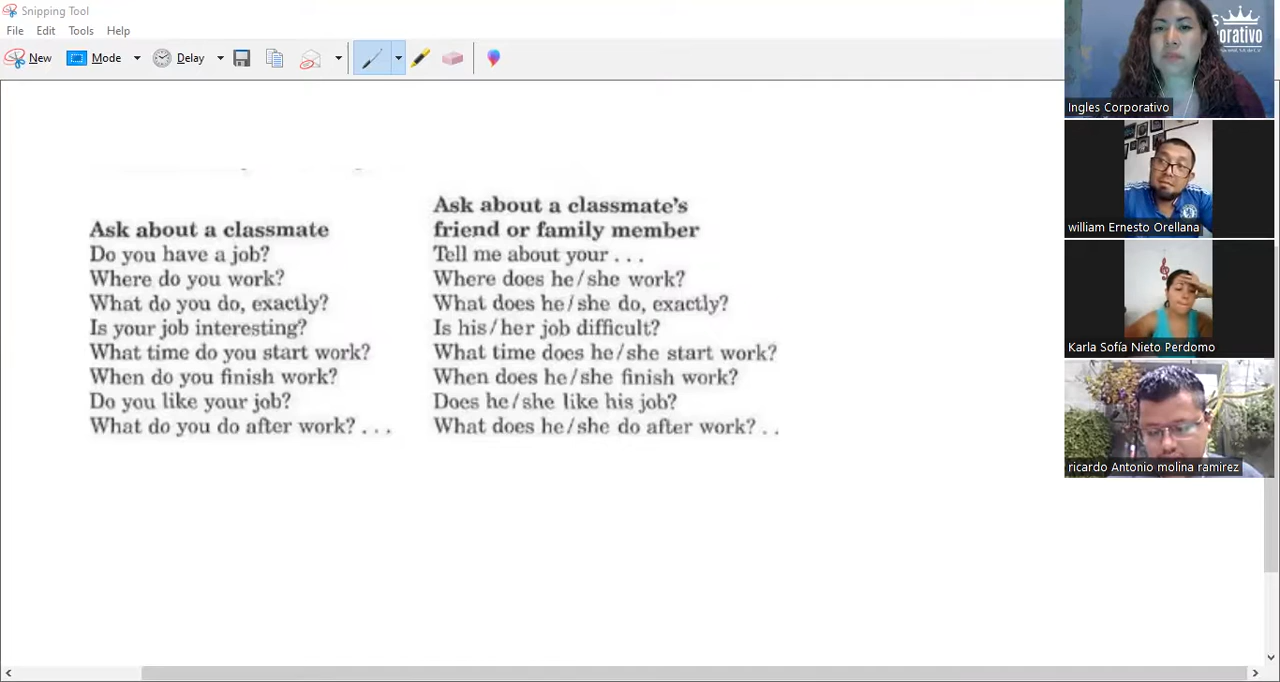 Snipping Tool
File Edit Tools Help
New Mode Delay
Ask about a classmate
Do you have a job?
Where do you work?
What do you do, exactly?
Is your job interesting?
What time do you start work?
When do you finish work?
Do you like your job?
What do you do after work? . . .
Ask about a classmate's
friend or family member
Tell me about your . . .
Where does he/she work?
What does he/she do, exactly?
Is his/her job difficult?
What time does he/she start work?
When does he/she finish work?
Does he/she like his job?
What does he/she do after work? . .
Ingles Corporativo
william Ernesto Orellana
Karla Sofía Nieto Perdomo
ricardo Antonio molina ramirez